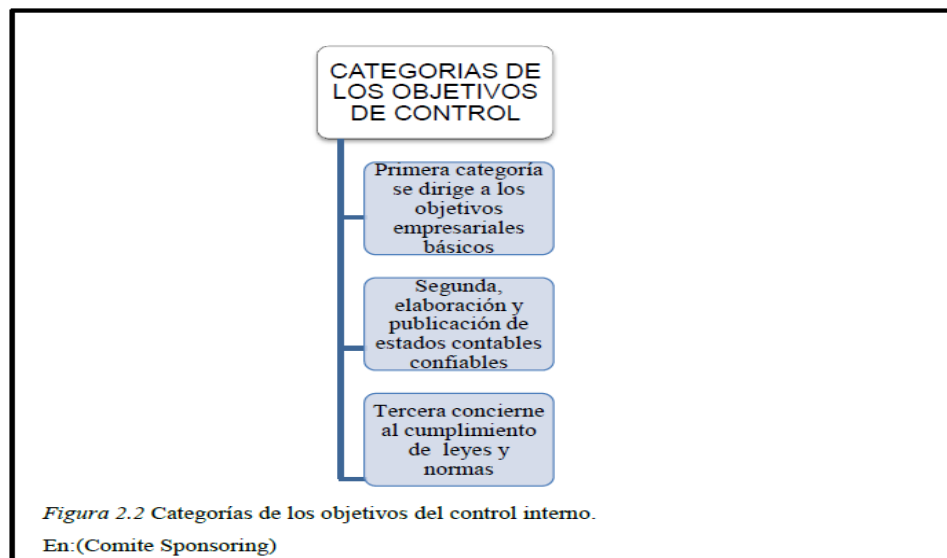 CATEGORIAS DE
LOS OBJETIVOS
DE CONTROL
Primera categoría
se dirige a los
objetivos
empresariales
básicos
Segunda,
elaboración y
publicación de
estados contables
confiables
Tercera concierne
al cumplimiento
de leyes y
normas
Figura 2.2 Categorías de los objetivos del control interno.
En:(Comite Sponsoring)